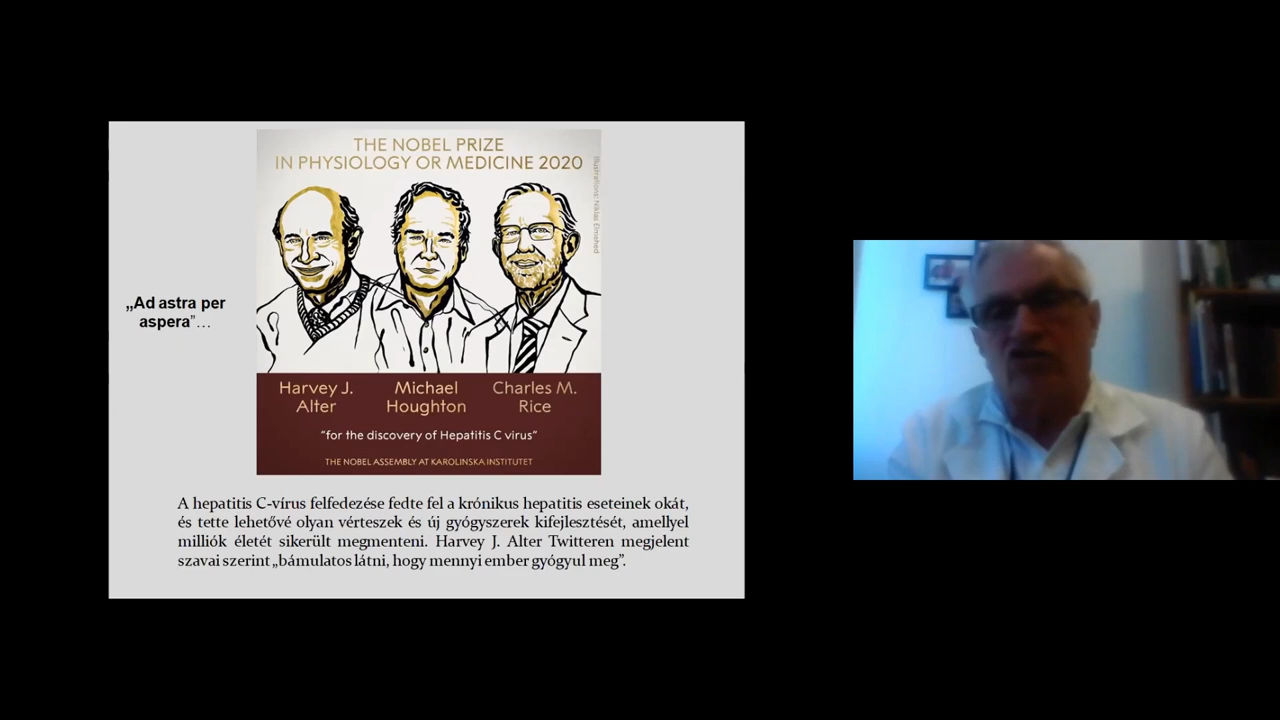 THE NOBEL PRIZE
IN PHYSIOLOGY OR MEDICINE 2020
Illustrations: Niklas Elmehed
„Ad astra per
aspera”…
Harvey J.
Alter
Michael
Houghton
Charles M.
Rice
“for the discovery of Hepatitis C virus”
THE NOBEL ASSEMBLY AT KAROLINSKA INSTITUTET
A hepatitis C-vírus felfedezése fedte fel a krónikus hepatitis eseteinek okát,
és tette lehetővé olyan vérteszek és új gyógyszerek kifejlesztését, amellyel
milliók életét sikerült megmenteni. Harvey J. Alter Twitteren megjelent
szavai szerint „bámulatos látni, hogy mennyi ember gyógyul meg”.